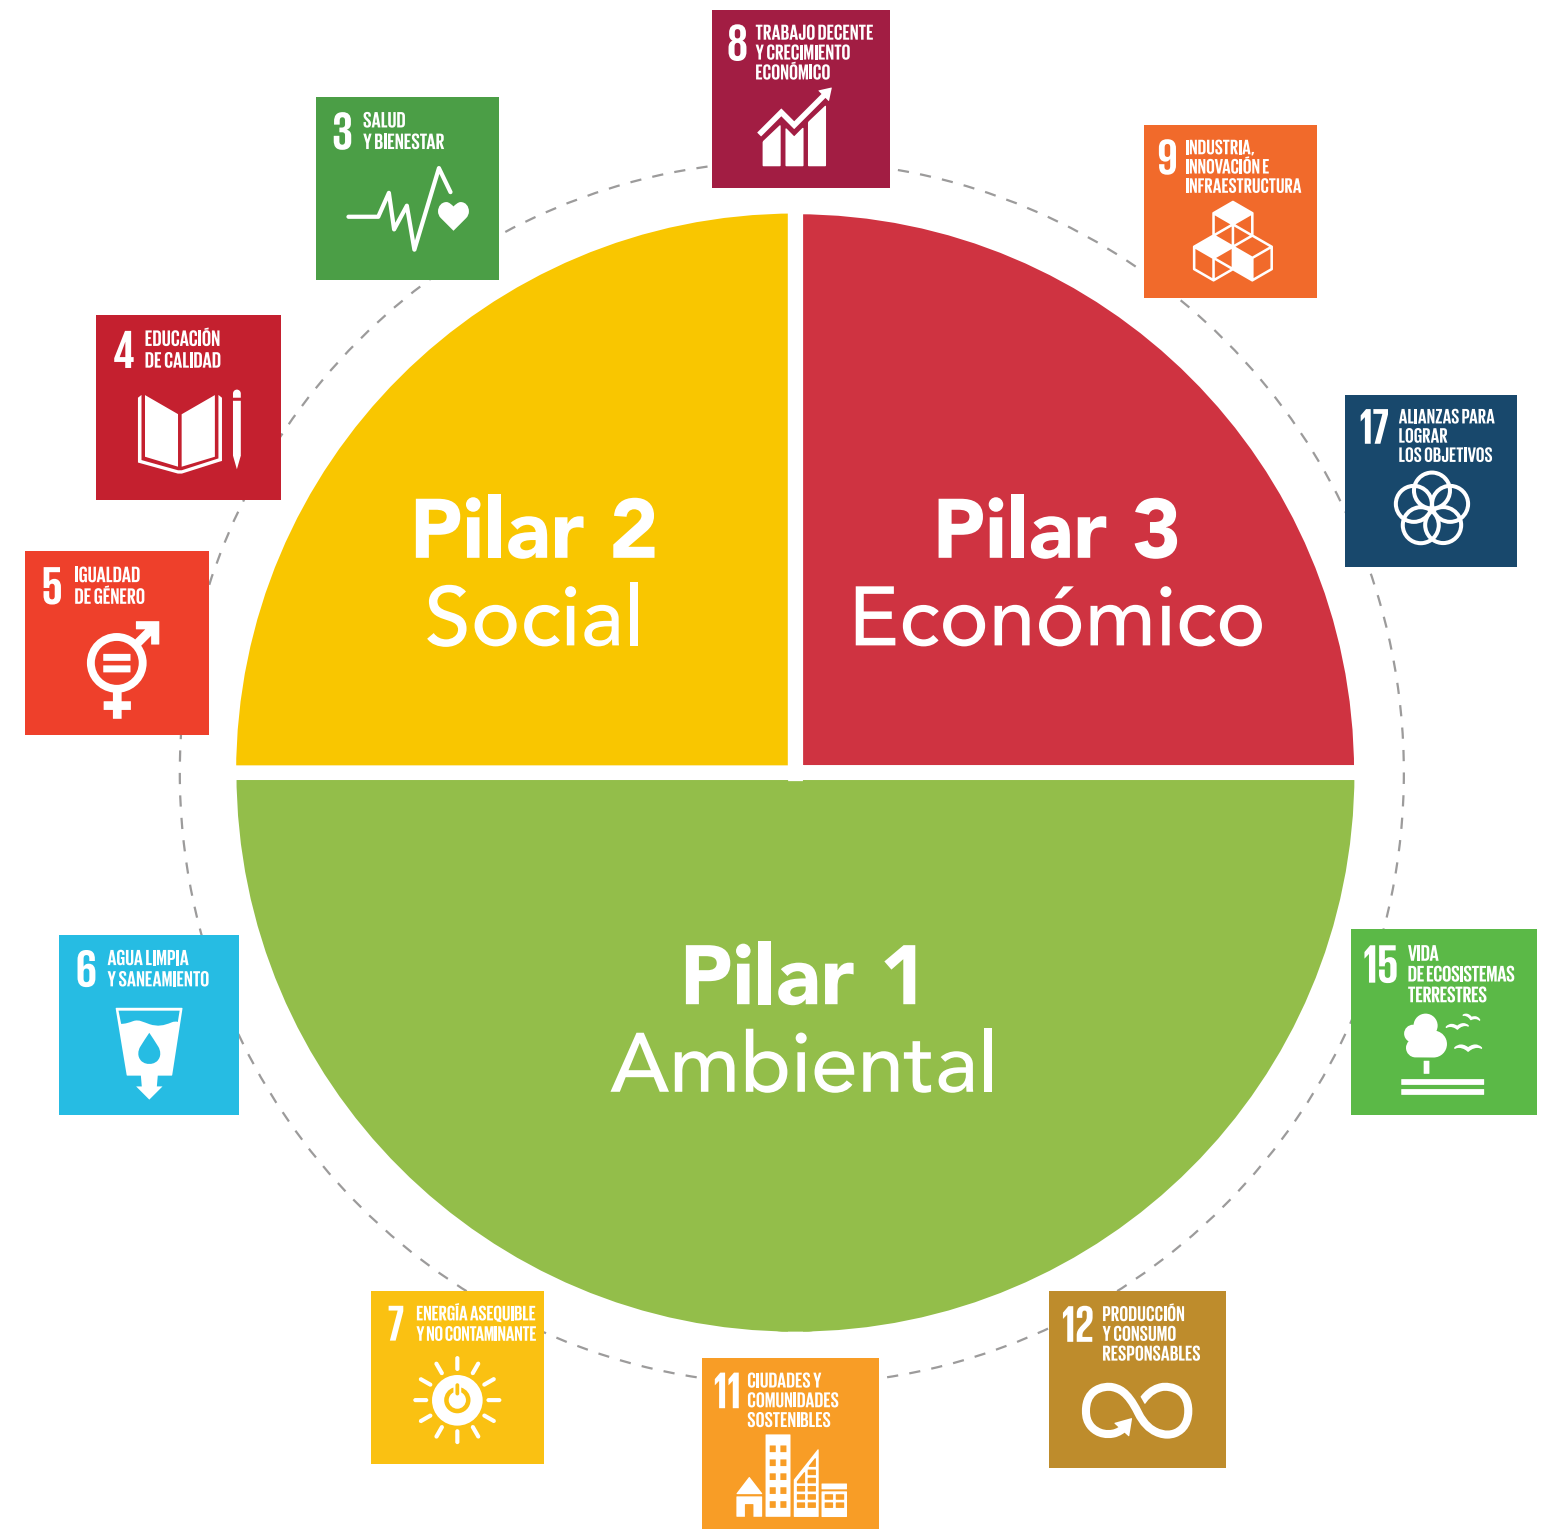 8 TRABAJO DECENTE
Y CRECIMIENTO
ECONÓMICO
3 SALUD
Y BIENESTAR
9 INDUSTRIA,
INNOVACIÓN E
INFRAESTRUCTURA
4 EDUCACIÓN
DE CALIDAD
17 ALIANZAS PARA
LOGRAR
LOS OBJETIVOS
Pilar 2
Social
Pilar 3
Económico
5 IGUALDAD
DE GÉNERO
Pilar 1
Ambiental
6 AGUA LIMPIA
Y SANEAMIENTO
15 VIDA
DE ECOSISTEMAS
TERRESTRES
7 ENERGÍA ASEQUIBLE
Y NO CONTAMINANTE
11 CIUDADES Y
COMUNIDADES
SOSTENIBLES
12 PRODUCCIÓN
Y CONSUMO
RESPONSABLES